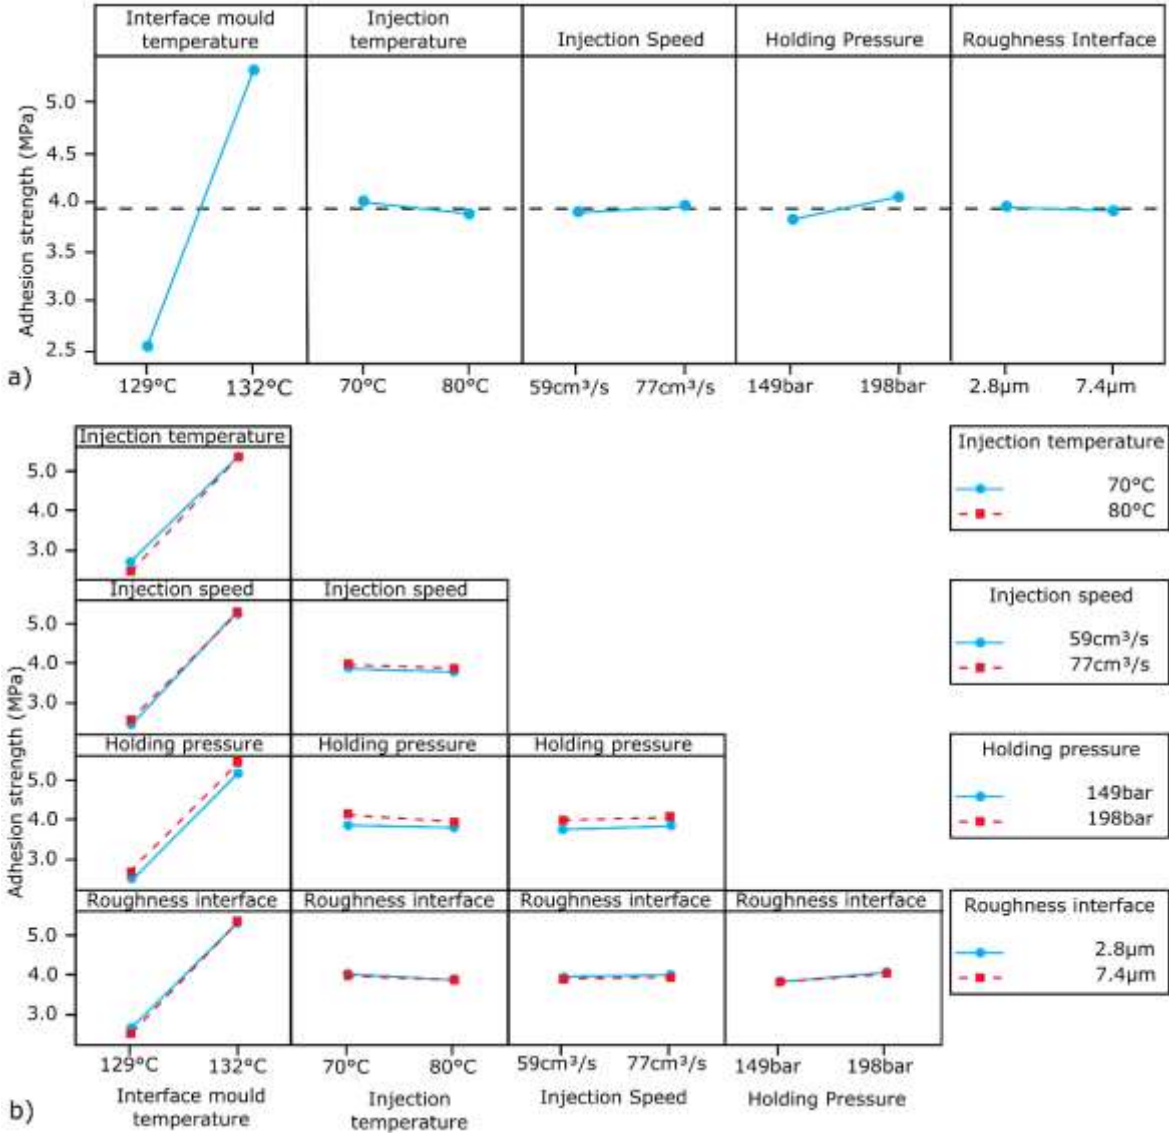 Interface mould
temperature
Injection
temperature
Injection Speed
Holding Pressure
Roughness Interface
Adhesion strength (MPa)
5.0
4.5
4.0
3.5
3.0
2.5
129°C
132°C
70°C
80°C
59cm³/s
77cm³/s
149bar
198bar
2.8µm
7.4µm
a)
Injection temperature
5.0
4.0
3.0
Injection temperature
70°C
80°C
Injection speed
Injection speed
5.0
4.0
3.0
Injection speed
59cm³/s
77cm³/s
Adhesion strength (MPa)
Holding pressure
Holding pressure
Holding pressure
5.0
4.0
3.0
Holding pressure
149bar
198bar
Roughness interface
Roughness interface
Roughness interface
Roughness interface
5.0
4.0
3.0
Roughness interface
2.8µm
7.4µm
129°C
132°C
70°C
80°C
59cm³/s
77cm³/s
149bar
198bar
Interface mould
temperature
Injection
temperature
Injection Speed
Holding Pressure
b)